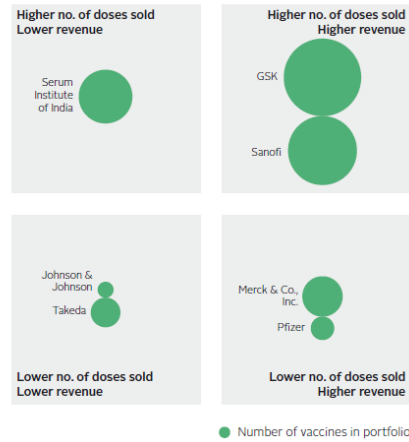 Higher no. of doses sold
Lower revenue
Serum
Institute
of India
Higher no. of doses sold
Higher revenue
GSK
Sanofi
Johnson &
Johnson
Takeda
Lower no. of doses sold
Lower revenue
Merck & Co.,
Inc.
Pfizer
Lower no. of doses sold
Higher revenue
Number of vaccines in portfolio